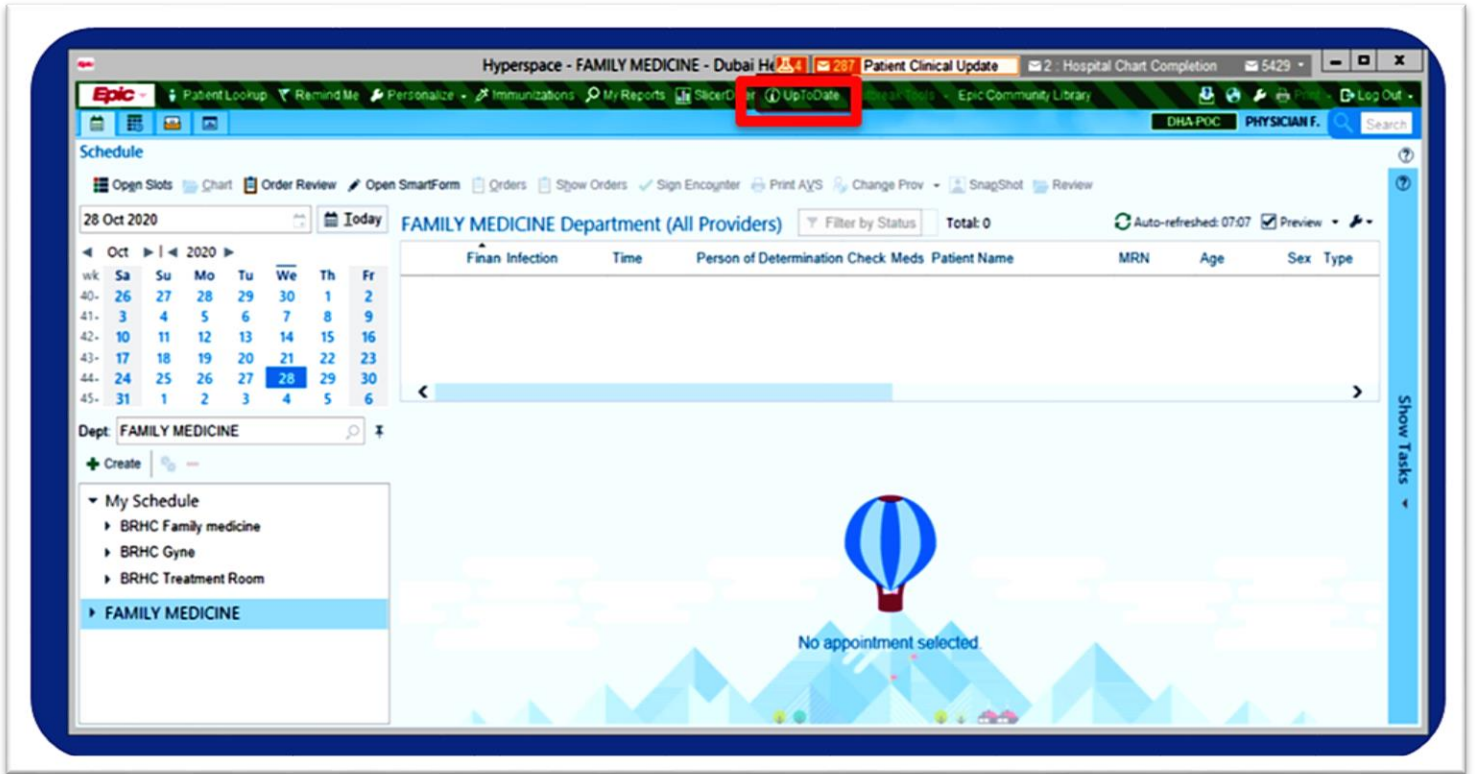 Hyperspace - FAMILY MEDICINE - Dubai He 4 287 Patient Clinical Update 2 : Hospital Chart Completion 5429
Epic Patient Lookup Remind Me Personalize Immunizations My Reports UpToDate Epic Community Library Print Log Out
DHA-POC PHYSICIAN F. Search
Schedule
Open Slots Chart Order Review Open SmartForm Orders Show Orders Sign Encounter Print AVS Change Prov SnapShot Review
28 Oct 2020 Today FAMILY MEDICINE Department (All Providers) Filter by Status Total: 0 Auto-refreshed: 07:07 Preview
Oct 2020
Finan Infection Time Person of Determination Check Meds Patient Name MRN Age Sex Type
wk Sa Su Mo Tu We Th Fr
40- 26 27 28 29 30 1 2
41- 3 4 5 6 7 8 9
42- 10 11 12 13 14 15 16
43- 17 18 19 20 21 22 23
44- 24 25 26 27 28 29 30
45- 31 1 2 3 4 5 6
Dept: FAMILY MEDICINE
Create
My Schedule
BRHC Family medicine
BRHC Gyne
BRHC Treatment Room
FAMILY MEDICINE
No appointment selected.
Show Tasks